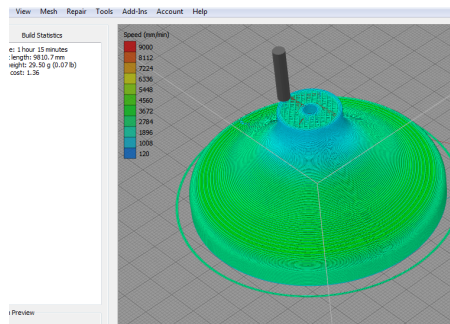 View Mesh Repair Tools Add-Ins Account Help
Build Statistics
e: 1 hour 15 minutes
length: 9810.7 mm
eight: 29.50 g (0.07 lb)
cost: 1.36
Speed (mm/min)
9000
8112
7224
6336
5448
4560
3672
2784
1896
1008
120
Preview